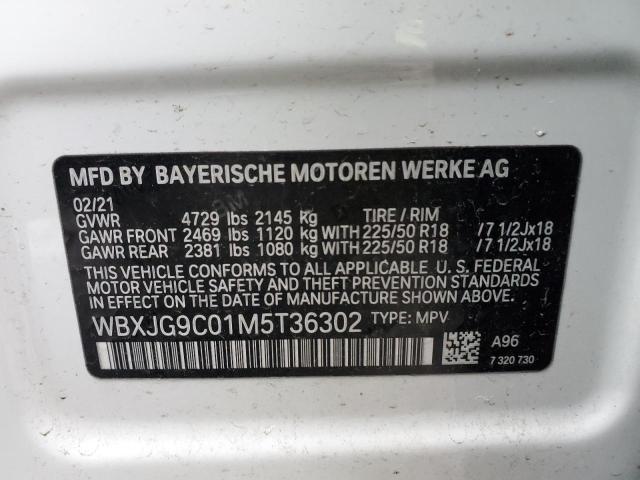 MFD BY BAYERISCHE MOTOREN WERKE AG
02/21
GVWR 4729 lbs 2145 kg TIRE / RIM
GAWR FRONT 2469 lbs 1120 kg WITH 225/50 R18 /7 1/2Jx18
GAWR REAR 2381 lbs 1080 kg WITH 225/50 R18 /7 1/2Jx18
THIS VEHICLE CONFORMS TO ALL APPLICABLE U. S. FEDERAL
MOTOR VEHICLE SAFETY AND THEFT PREVENTION STANDARDS
IN EFFECT ON THE DATE OF MANUFACTURE SHOWN ABOVE.
WBXJG9C01M5T36302 TYPE: MPV
A96
7 320 730